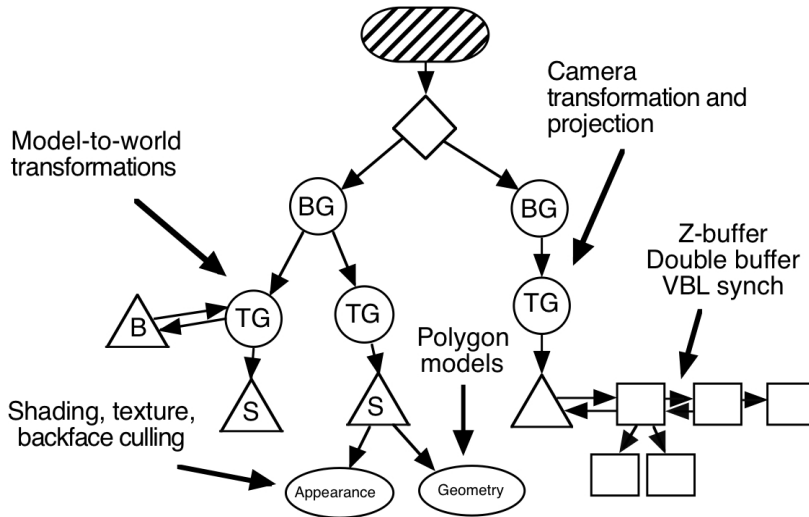 Camera
transformation and
projection
Model-to-world
transformations
BG
BG
Z-buffer
Double buffer
VBL synch
B
TG
TG
TG
Polygon
models
S
S
Shading, texture,
backface culling
Appearance
Geometry